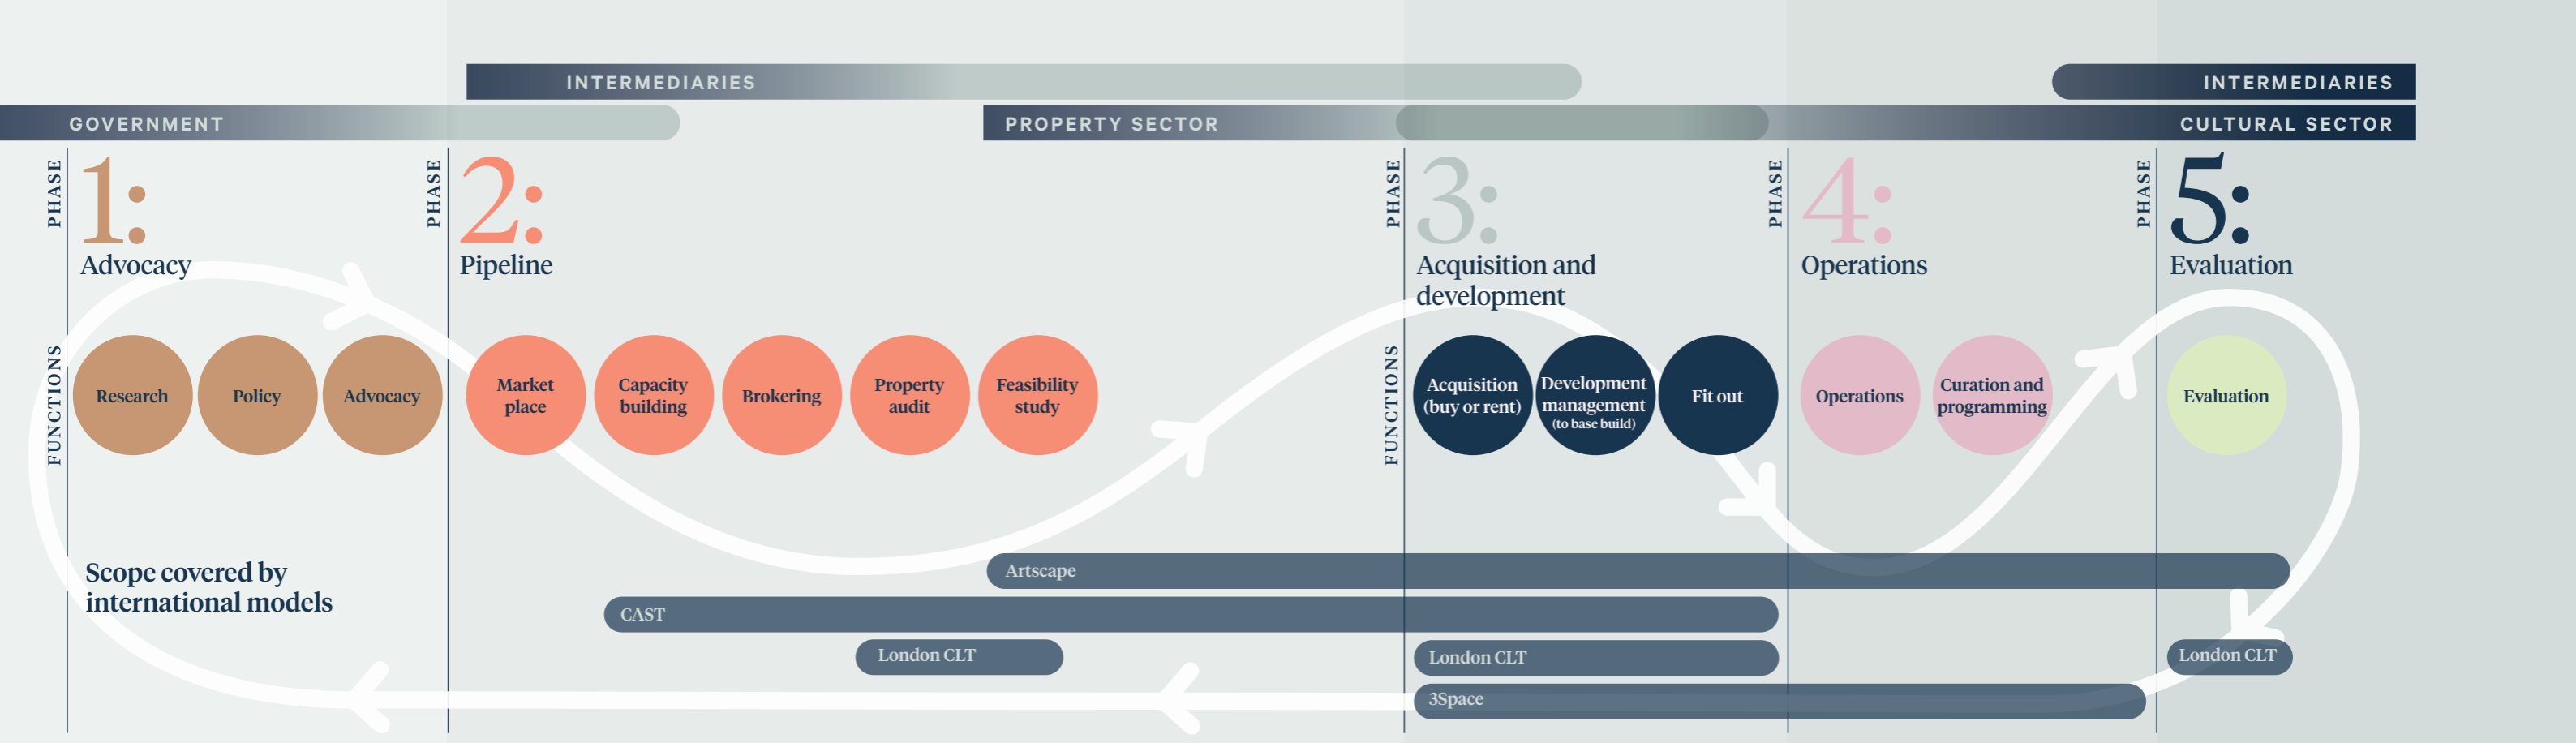 INTERMEDIARIES
INTERMEDIARIES
GOVERNMENT
PROPERTY SECTOR
CULTURAL SECTOR
PHASE
1:
Advocacy
PHASE
2:
Pipeline
PHASE
3:
Acquisition and
development
PHASE
4:
Operations
PHASE
5:
Evaluation
FUNCTIONS
Research
Policy
Advocacy
Market
place
Capacity
building
Brokering
Property
audit
Feasibility
study
FUNCTIONS
Acquisition
(buy or rent)
Development
management
(to base build)
Fit out
Operations
Curation and
programming
Evaluation
Scope covered by
international models
Artscape
CAST
London CLT
London CLT
London CLT
3Space